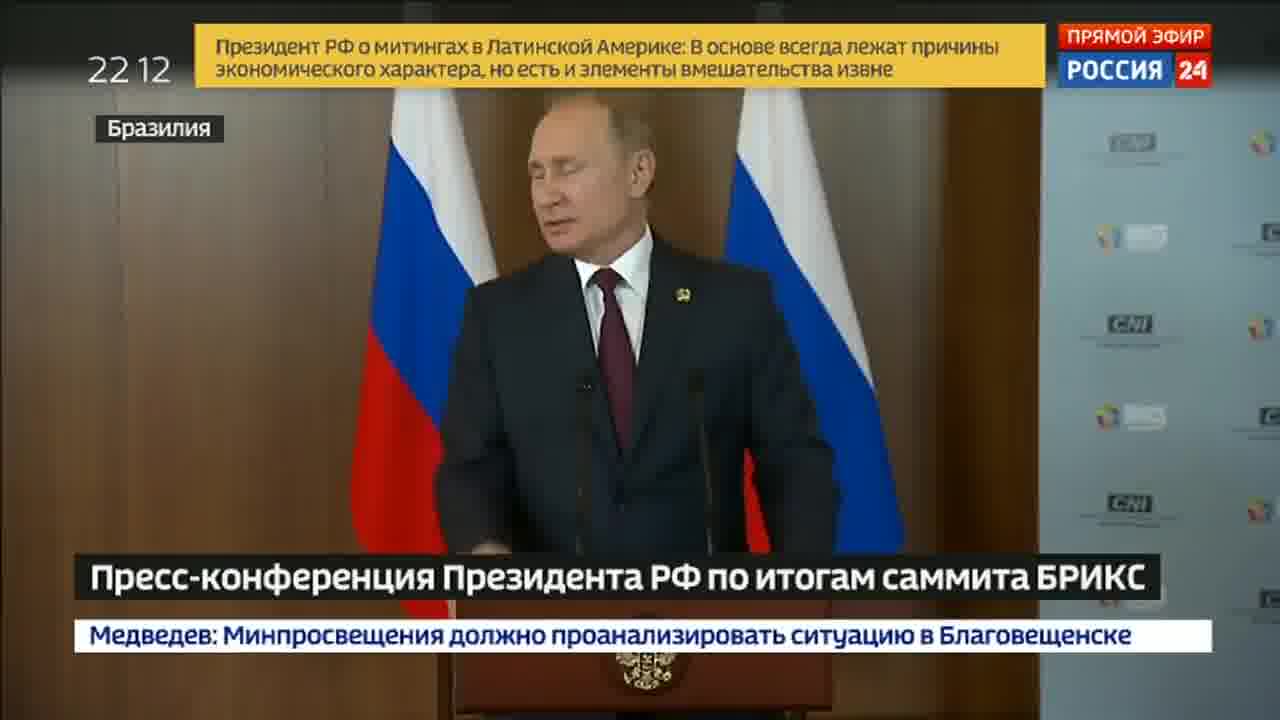 22 12
Президент РФ о митингах в Латинской Америке: В основе всегда лежат причины
экономического характера, но есть и элементы вмешательства извне
ПРЯМОЙ ЭФИР
РОССИЯ 24
Бразилия
CNI
CNI
CNI
Пресс-конференция Президента РФ по итогам саммита БРИКС
Медведев: Минпросвещения должно проанализировать ситуацию в Благовещенске